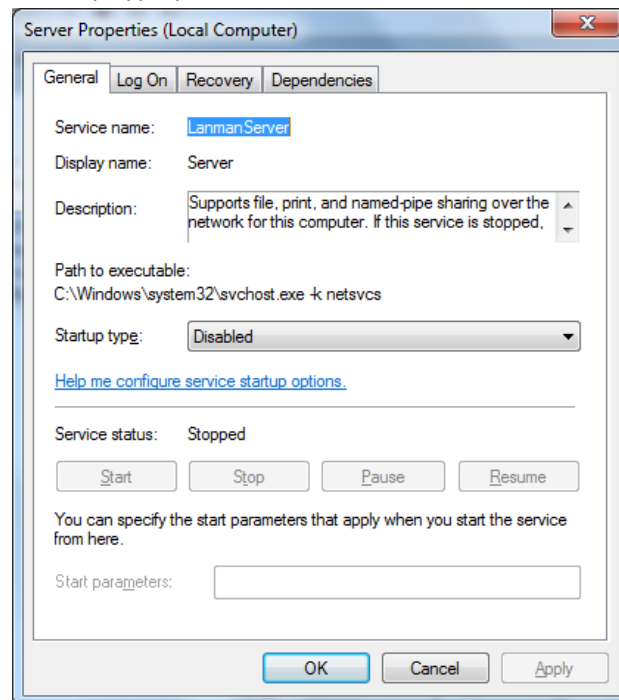 Server Properties (Local Computer)
General Log On Recovery Dependencies
Service name: LanmanServer
Display name: Server
Description: Supports file, print, and named-pipe sharing over the
network for this computer. If this service is stopped,
Path to executable:
C:\Windows\system32\svchost.exe -k netsvcs
Startup type: Disabled
Help me configure service startup options.
Service status: Stopped
Start Stop Pause Resume
You can specify the start parameters that apply when you start the service
from here.
Start parameters:
OK Cancel Apply